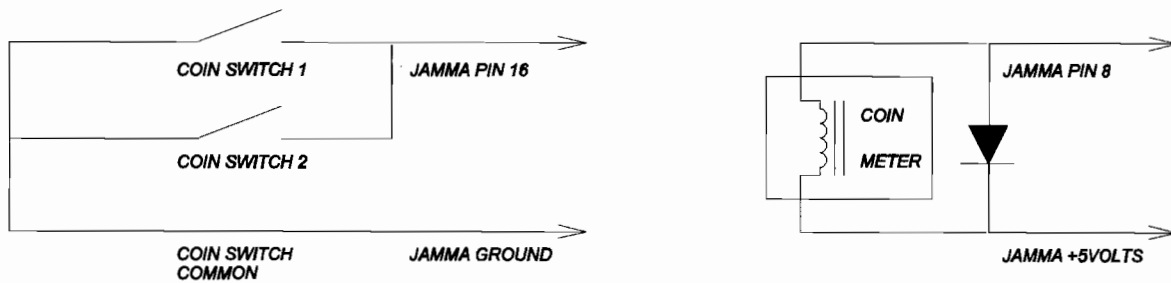 COIN SWITCH 1
JAMMA PIN 16
COIN SWITCH 2
COIN SWITCH
COMMON
JAMMA GROUND
JAMMA PIN 8
COIN
METER
JAMMA +5VOLTS